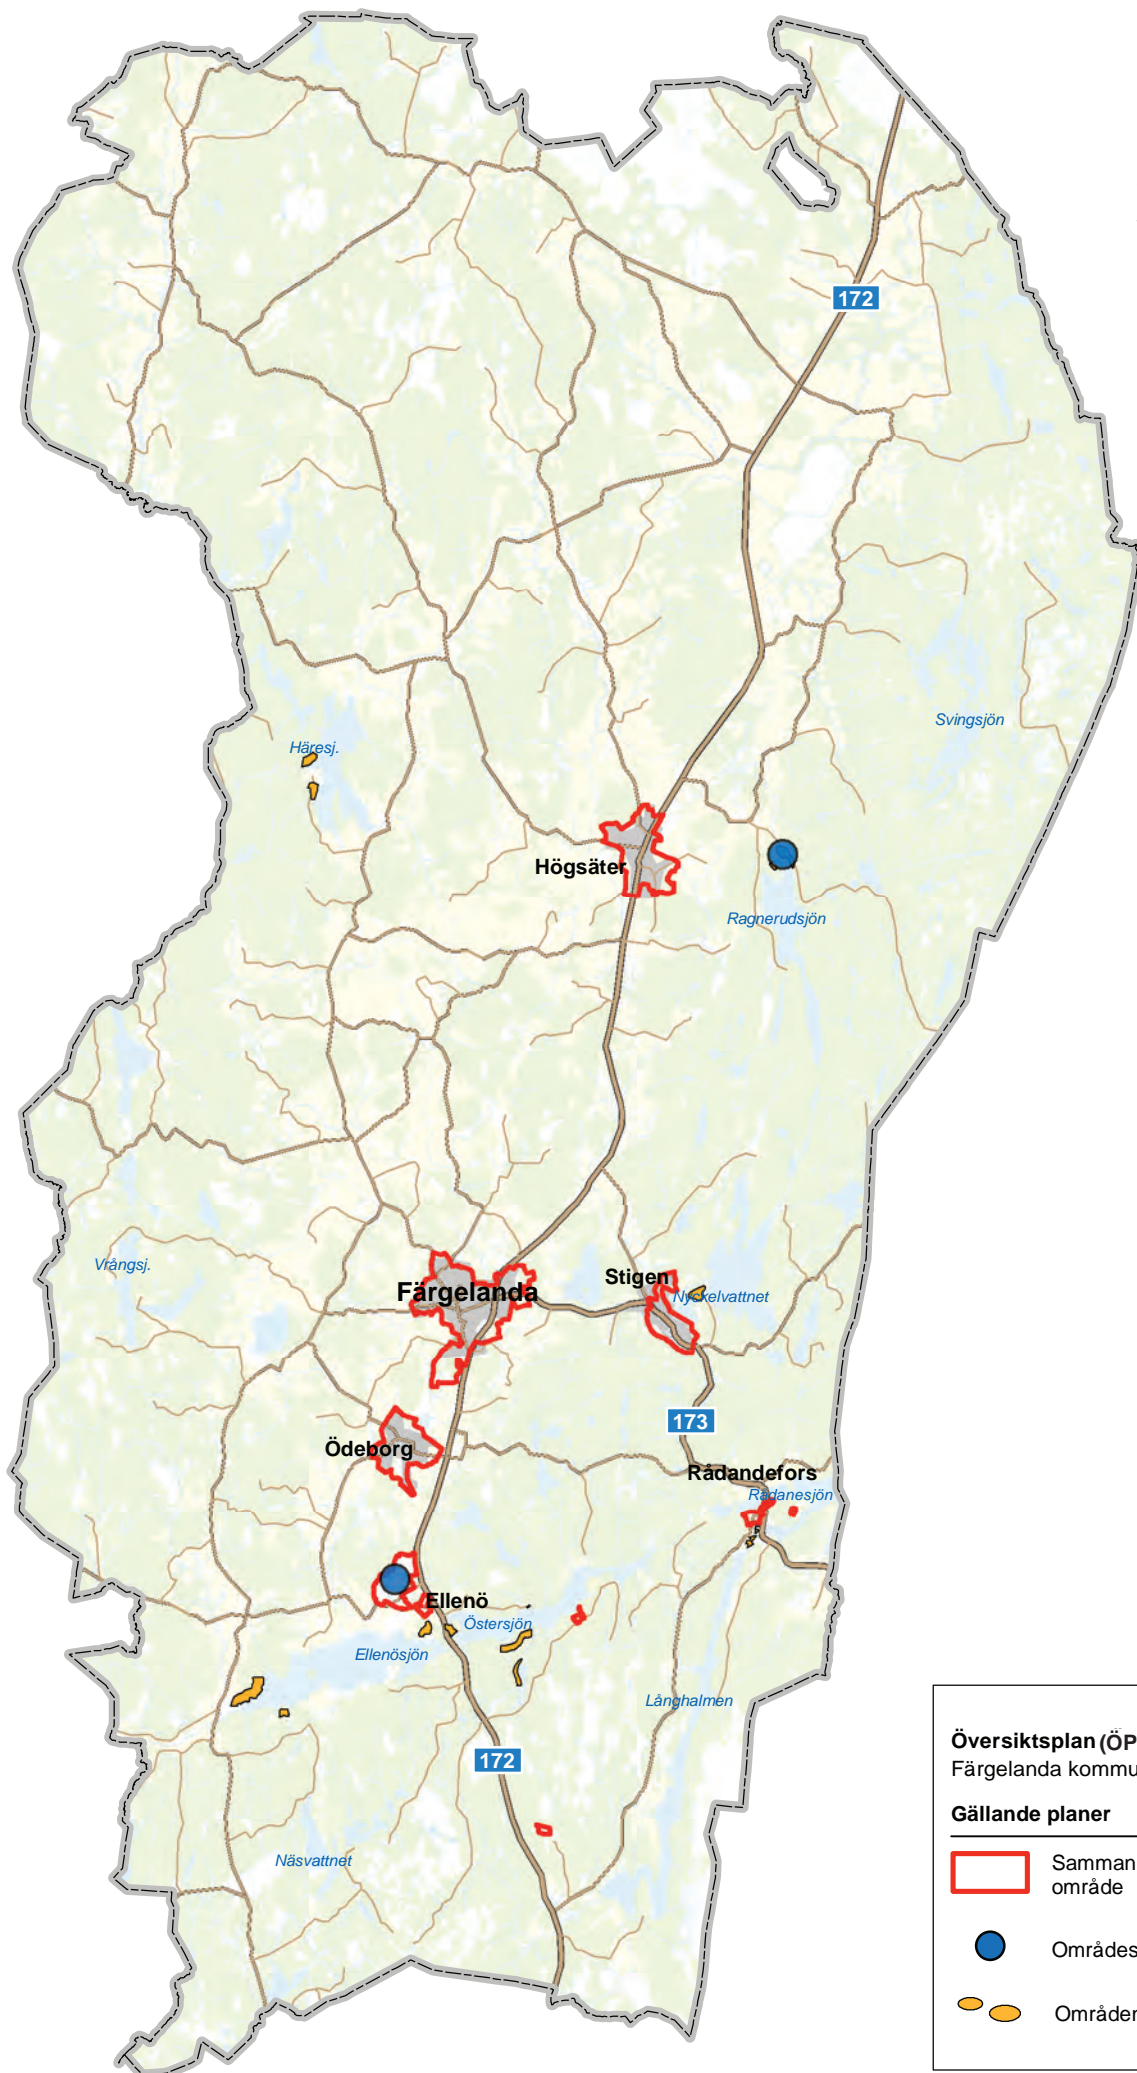 172
Svingsjön
Häresj.
Högsäter
Ragnerudsjön
Vrångsj.
Stigen
Färgelanda
Nyckelvattnet
173
Ödeborg
Rådandefors
Rådanesjön
Ellenö
Östersjön
Ellenösjön
Långhalmen
172
Näsvattnet
Översiktsplan (ÖP
Färgelanda kommu
Gällande planer
Samman
område
Områdes
Områder